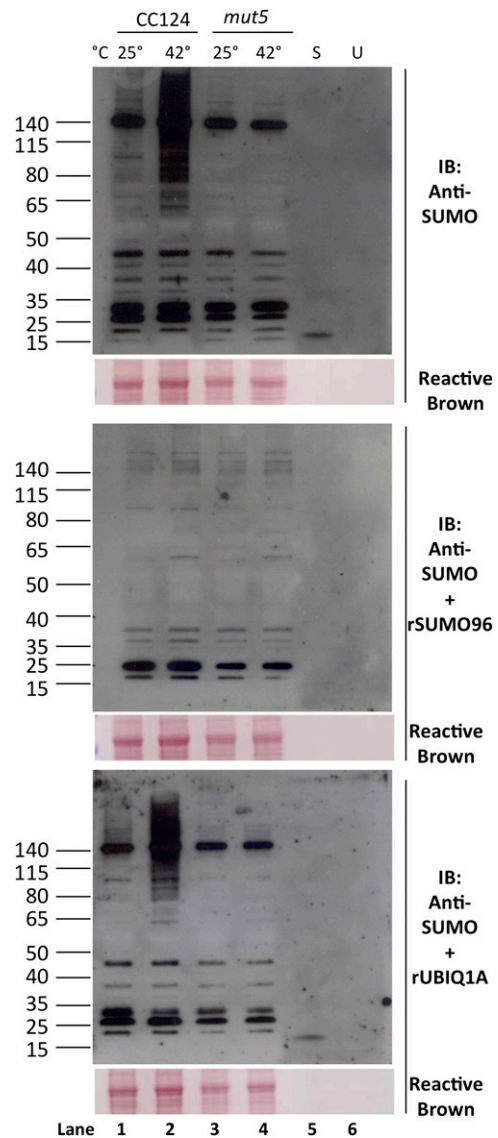 CC124 mut5
°C 25° 42° 25° 42° S U
140
115
80
65
50
40
35
25
15
IB:
Anti-
SUMO
Reactive
Brown
140
115
80
65
50
40
35
25
15
IB:
Anti-
SUMO
+
rSUMO96
Reactive
Brown
140
115
80
65
50
40
35
25
15
IB:
Anti-
SUMO
+
rUBIQ1A
Reactive
Brown
Lane 1 2 3 4 5 6